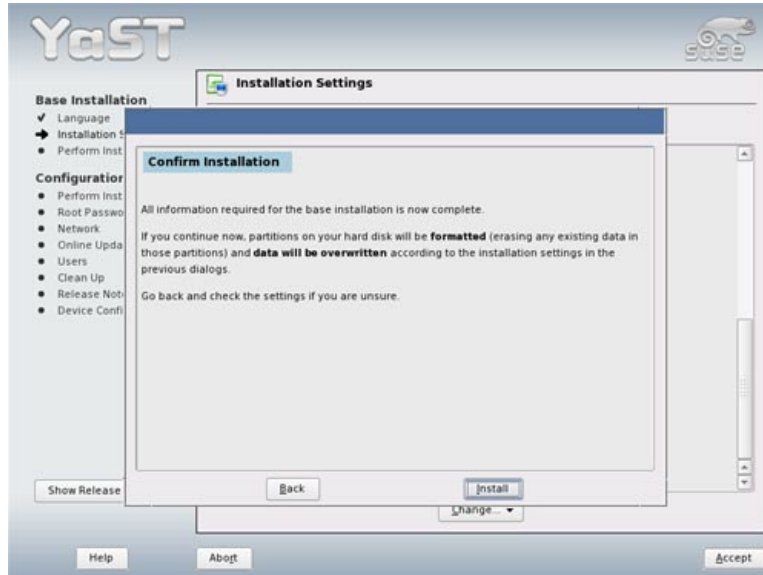 YaST
SUSE
Installation Settings
Base Installation
Language
Installation S
Perform Inst
Configuration
Perform Inst
Root Passwo
Network
Online Upda
Users
Clean Up
Release Not
Device Confi
Confirm Installation
All information required for the base installation is now complete.
If you continue now, partitions on your hard disk will be formatted (erasing any existing data in
those partitions) and data will be overwritten according to the installation settings in the
previous dialogs.
Go back and check the settings if you are unsure.
Back
Install
Show Release
Change...
Help
Abort
Accept